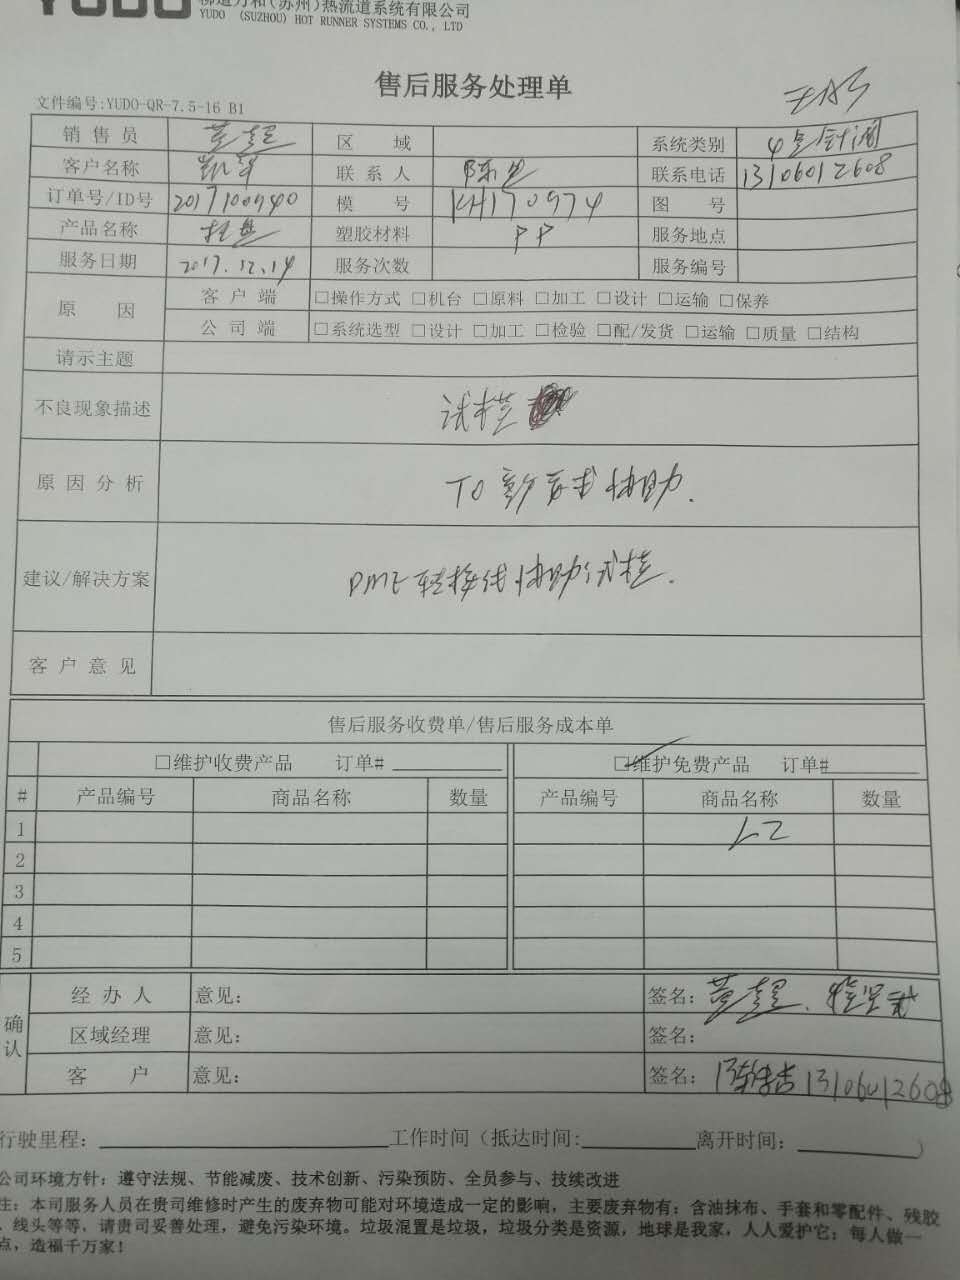 YUDO 柳道万和(苏州)热流道系统有限公司
YUDO (SUZHOU) HOT RUNNER SYSTEMS CO., LTD
售后服务处理单
文件编号:YUDO-QR-7.5-16 B1
销售员 黄超 区域 系统类别 4点针阀
客户名称 凯华 联系人 陈 联系电话 13106012608
订单号/ID号 2017100940 模号 KH170974 图号
产品名称 塑胶材料 PP 服务地点
服务日期 2017.12.14 服务次数 服务编号
原因 客户端 □操作方式 □机台 □原料 □加工 □设计 □运输 □保养
公司端 □系统选型 □设计 □加工 □检验 □配/发货 □运输 □质量 □结构
请示主题
不良现象描述 试模
原因分析 T0 要求协助.
建议/解决方案 DME转接线协助试模.
客户意见
售后服务收费单/售后服务成本单
□维护收费产品 订单# □维护免费产品 订单#
# 产品编号 商品名称 数量 产品编号 商品名称 数量
1
2
3
4
5
确认 经办人 意见: 签名: 黄超.
区域经理 意见: 签名:
客户 意见: 签名: 13106012608
行驶里程: 工作时间（抵达时间: 离开时间: ）
公司环境方针: 遵守法规、节能减废、技术创新、污染预防、全员参与、技续改进
注: 本司服务人员在贵司维修时产生的废弃物可能对环境造成一定的影响，主要废弃物有: 含油抹布、手套和零配件、残胶
、线头等等，请贵司妥善处理，避免污染环境。垃圾混置是垃圾，垃圾分类是资源，地球是我家，人人爱护它; 每人做一
点，造福千万家!